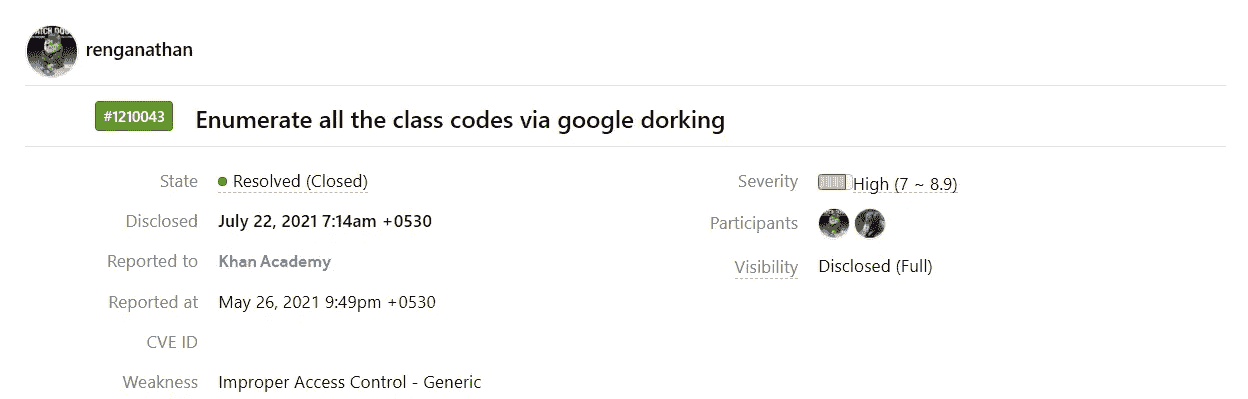 renganathan
#1210043 Enumerate all the class codes via google dorking
State Resolved (Closed)
Severity High (7 ~ 8.9)
Disclosed July 22, 2021 7:14am +0530
Participants
Reported to Khan Academy
Visibility Disclosed (Full)
Reported at May 26, 2021 9:49pm +0530
CVE ID
Weakness Improper Access Control - Generic